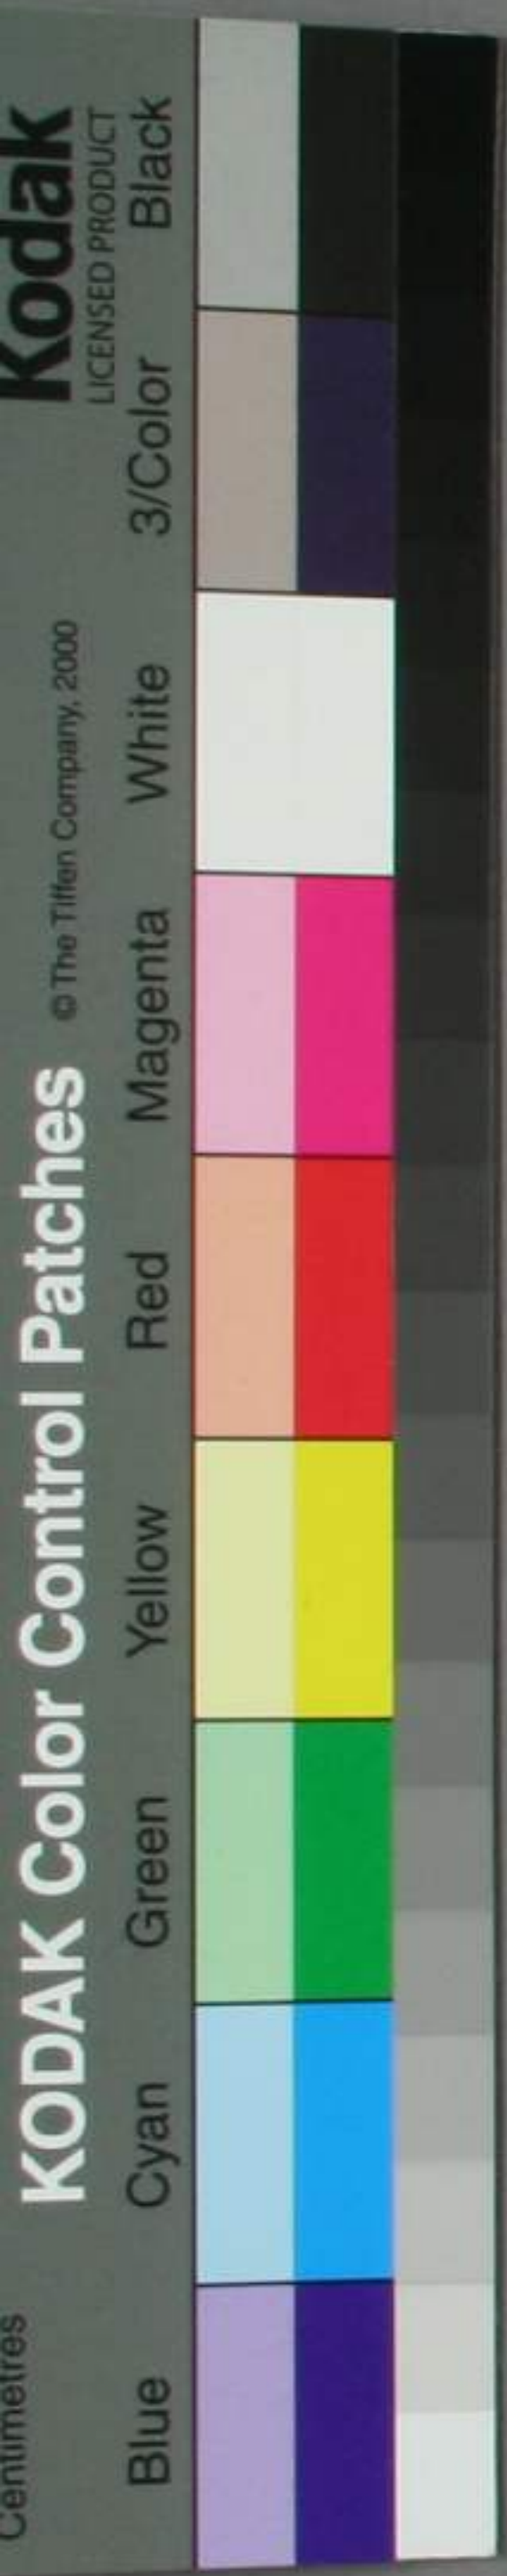 Centimetres
KODAK Color Control Patches
© The Tiffen Company, 2000
Kodak
LICENSED PRODUCT
Blue Cyan Green Yellow Red Magenta White 3/Color Black